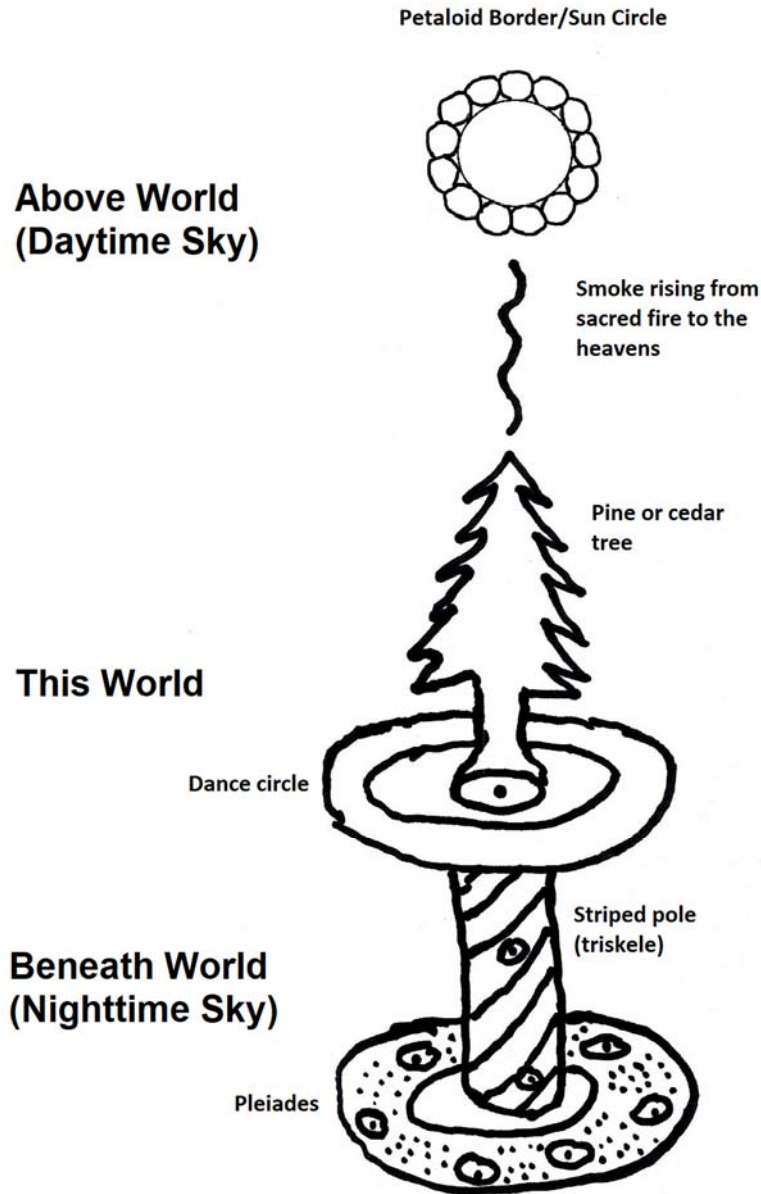 Petaloid Border/Sun Circle
Above World
(Daytime Sky)
Smoke rising from
sacred fire to the
heavens
Pine or cedar
tree
This World
Dance circle
Striped pole
(triskele)
Beneath World
(Nighttime Sky)
Pleiades